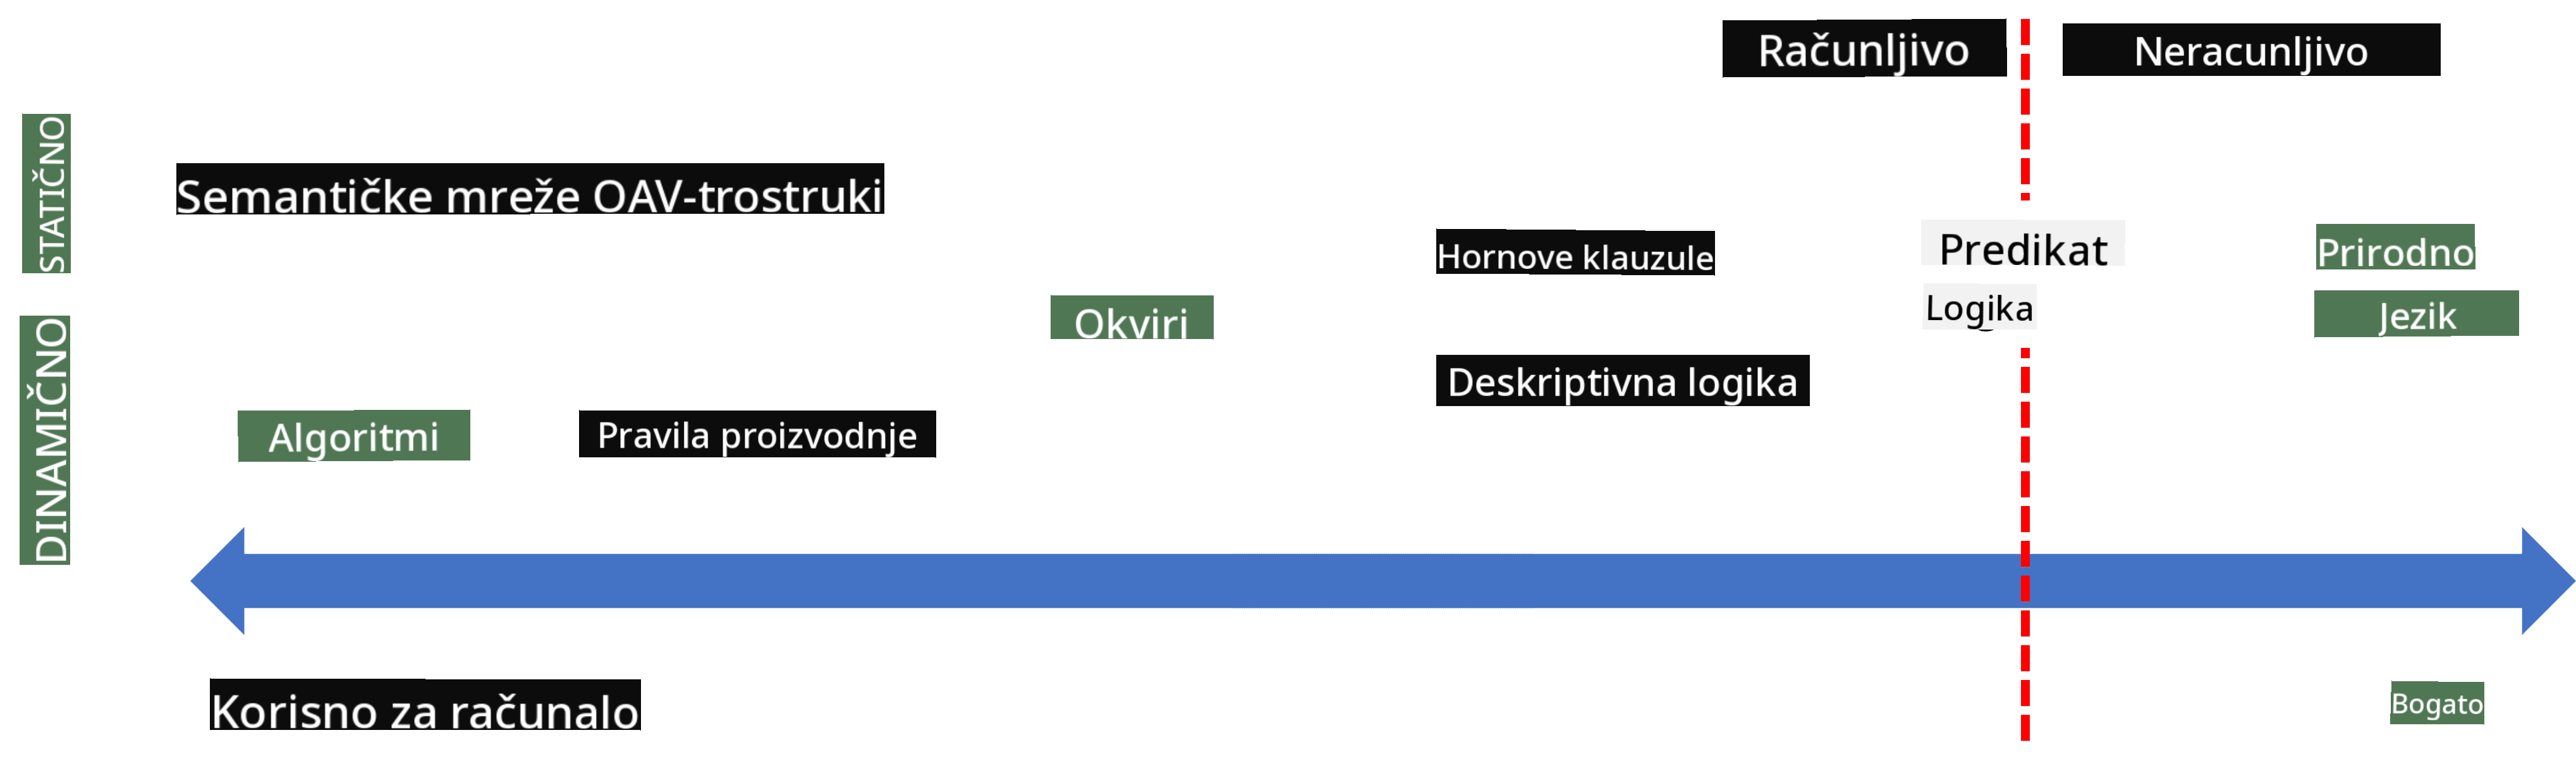 Računljivo
Neracunljivo
STATIČNO
Semantičke mreže OAV-trostruki
Hornove klauzule
Predikat
Logika
Prirodno
Jezik
Okviri
DINAMIČNO
Deskriptivna logika
Algoritmi
Pravila proizvodnje
Korisno za računalo
Bogato